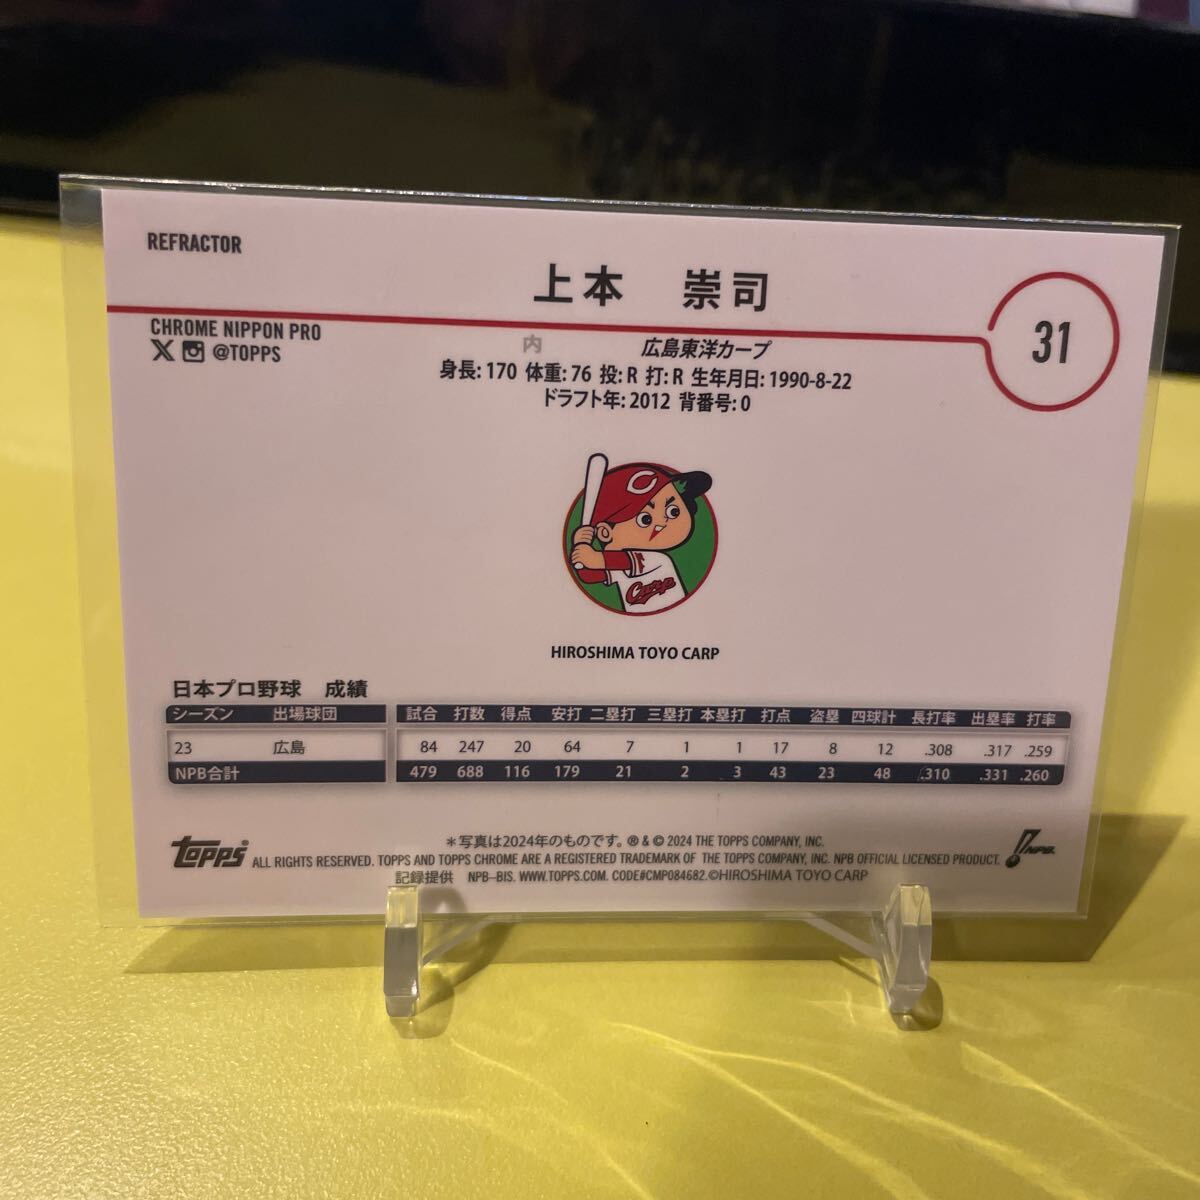 REFRACTOR
上本 崇司
31
CHROME NIPPON PRO
@TOPPS
内 広島東洋カープ
身長: 170 体重: 76 投: R 打: R 生年月日: 1990-8-22
ドラフト年: 2012 背番号: 0
C
Carp
HIROSHIMA TOYO CARP
日本プロ野球 成績
シーズン 出場球団 試合 打数 得点 安打 二塁打 三塁打 本塁打 打点 盗塁 四球計 長打率 出塁率 打率
23 広島 84 247 20 64 7 1 1 17 8 12 .308 .317 .259
NPB合計 479 688 116 179 21 2 3 43 23 48 .310 .331 .260
topps
＊写真は2024年のものです。® & © 2024 THE TOPPS COMPANY, INC.
ALL RIGHTS RESERVED. TOPPS AND TOPPS CHROME ARE A REGISTERED TRADEMARK OF THE TOPPS COMPANY, INC. NPB OFFICIAL LICENSED PRODUCT.
記録提供 NPB-BIS. WWW.TOPPS.COM. CODE#CMP084682.©HIROSHIMA TOYO CARP
NPB